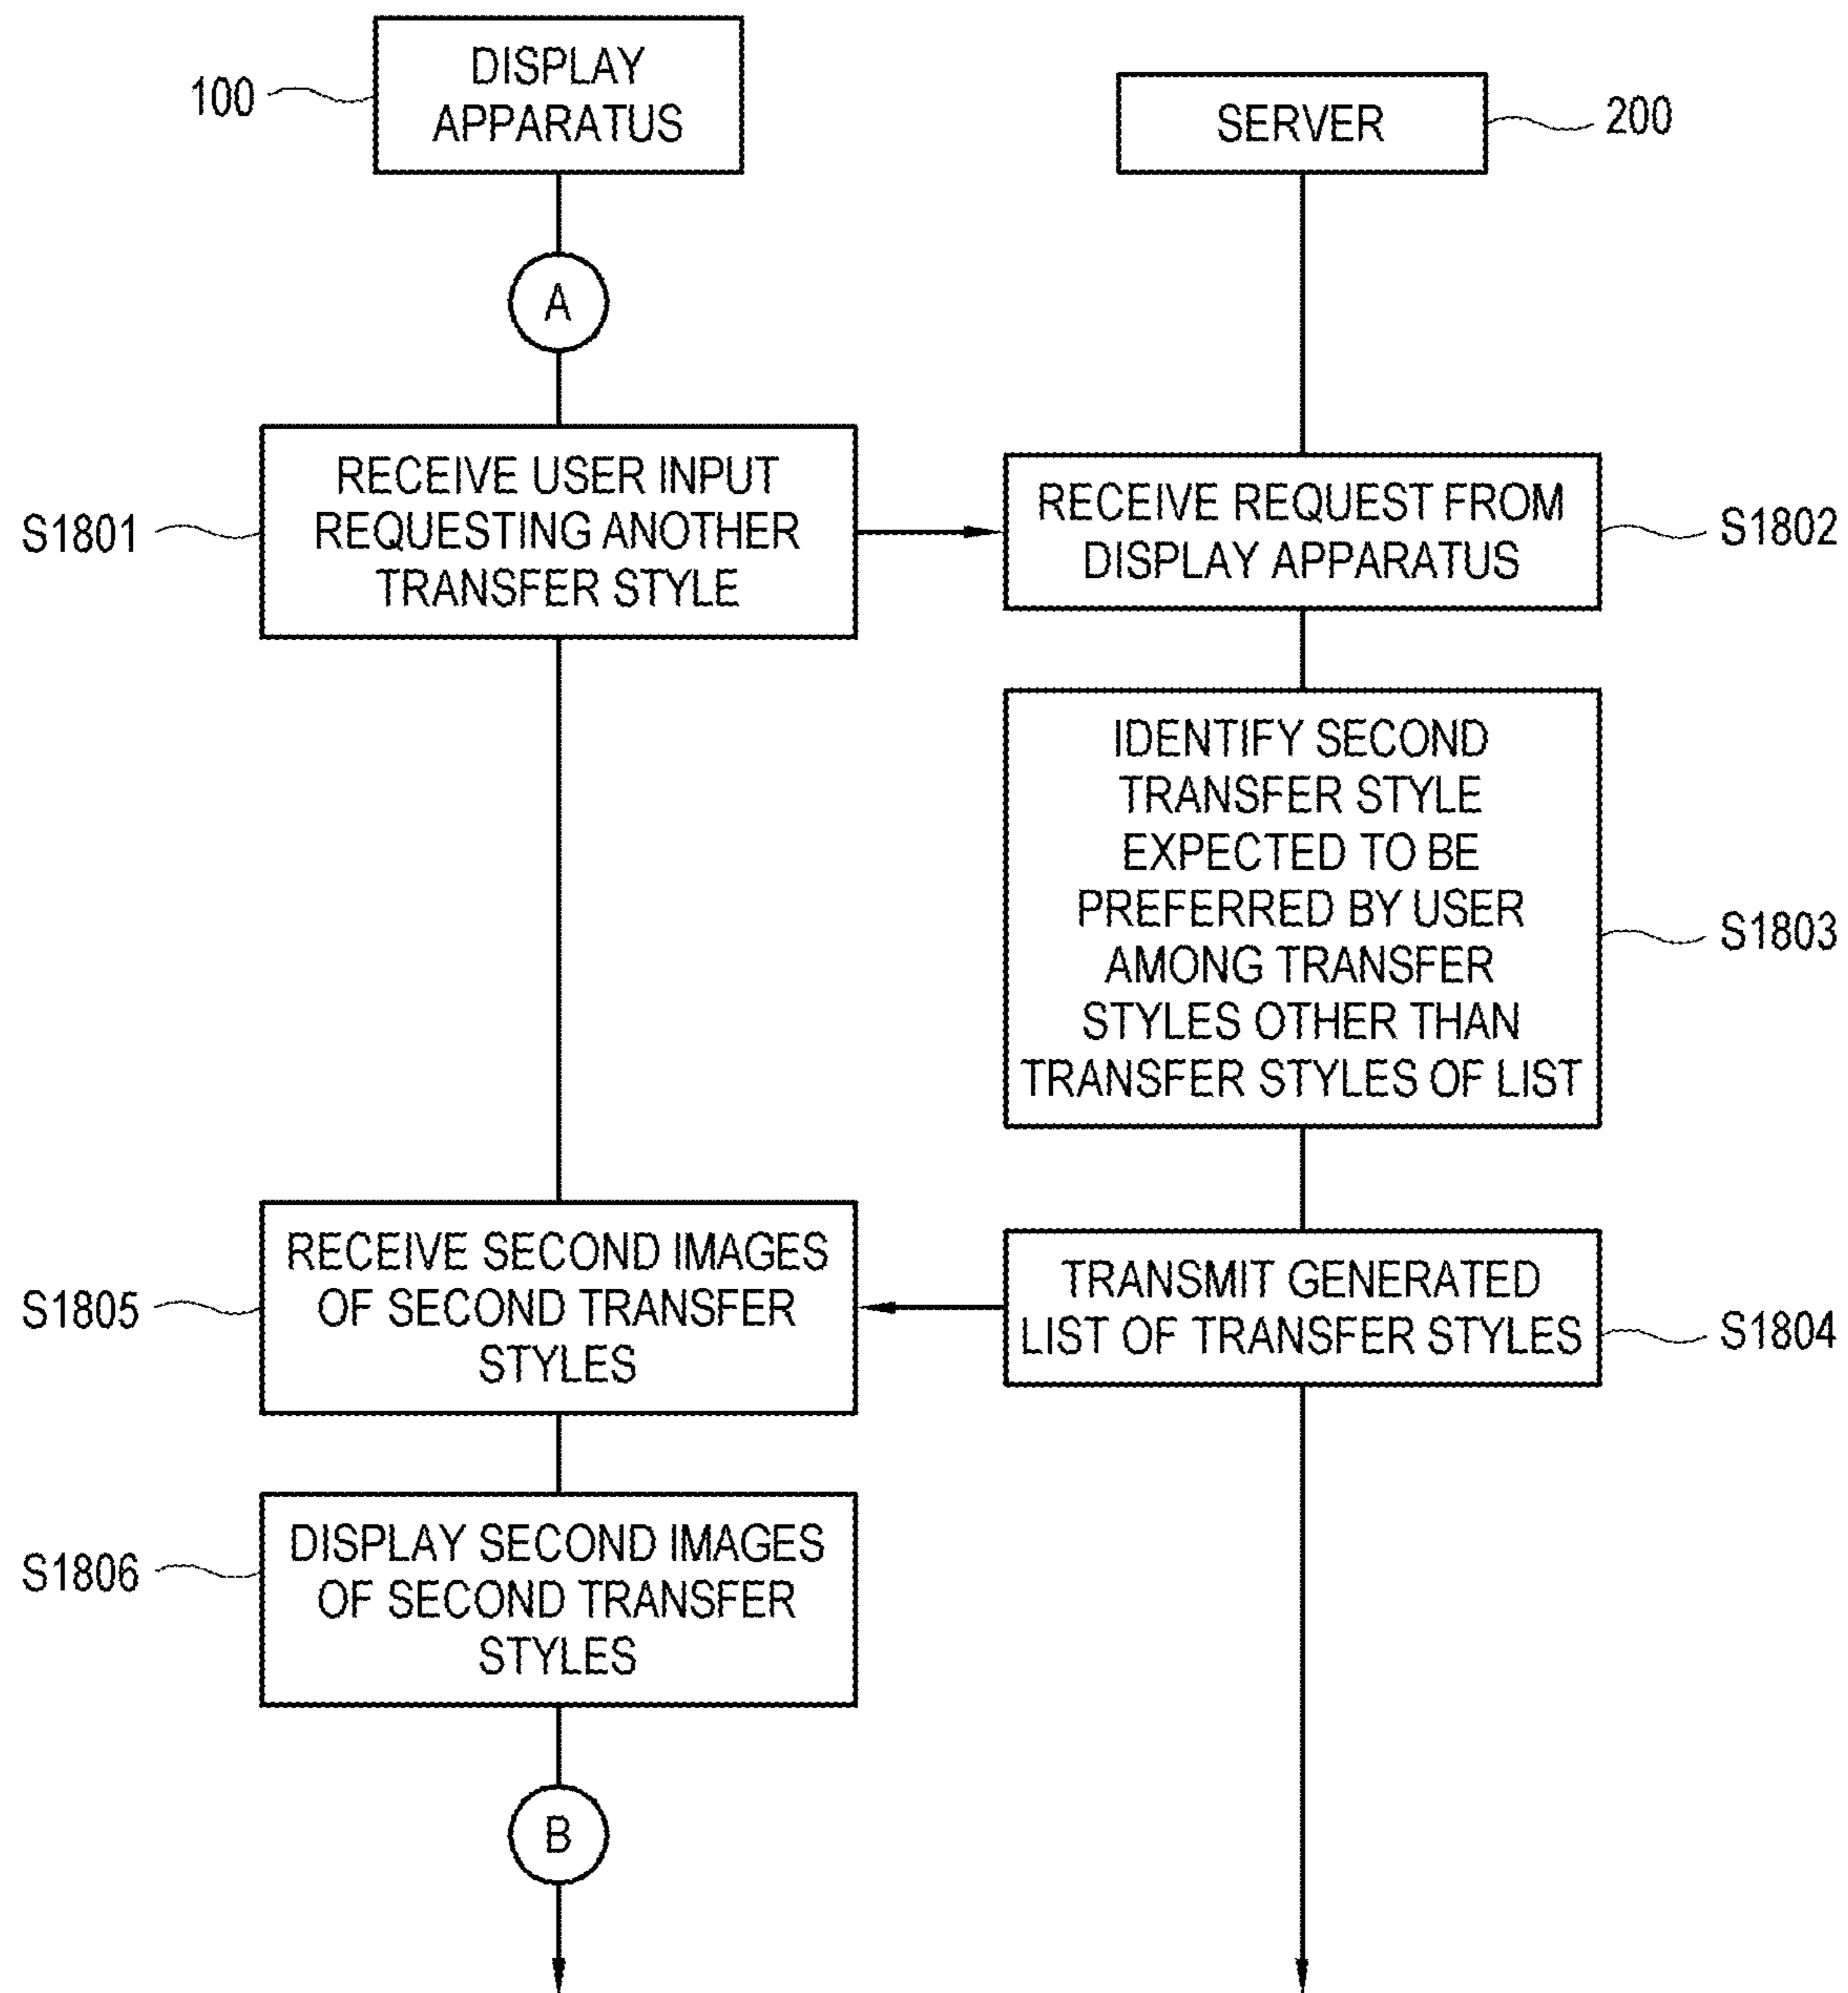 DISPLAY
APPARATUS
100
SERVER
200
A
RECEIVE USER INPUT
REQUESTING ANOTHER
TRANSFER STYLE
S1801
RECEIVE REQUEST FROM
DISPLAY APPARATUS
S1802
IDENTIFY SECOND
TRANSFER STYLE
EXPECTED TO BE
PREFERRED BY USER
AMONG TRANSFER
STYLES OTHER THAN
TRANSFER STYLES OF LIST
S1803
TRANSMIT GENERATED
LIST OF TRANSFER STYLES
S1804
RECEIVE SECOND IMAGES
OF SECOND TRANSFER
STYLES
S1805
DISPLAY SECOND IMAGES
OF SECOND TRANSFER
STYLES
S1806
B